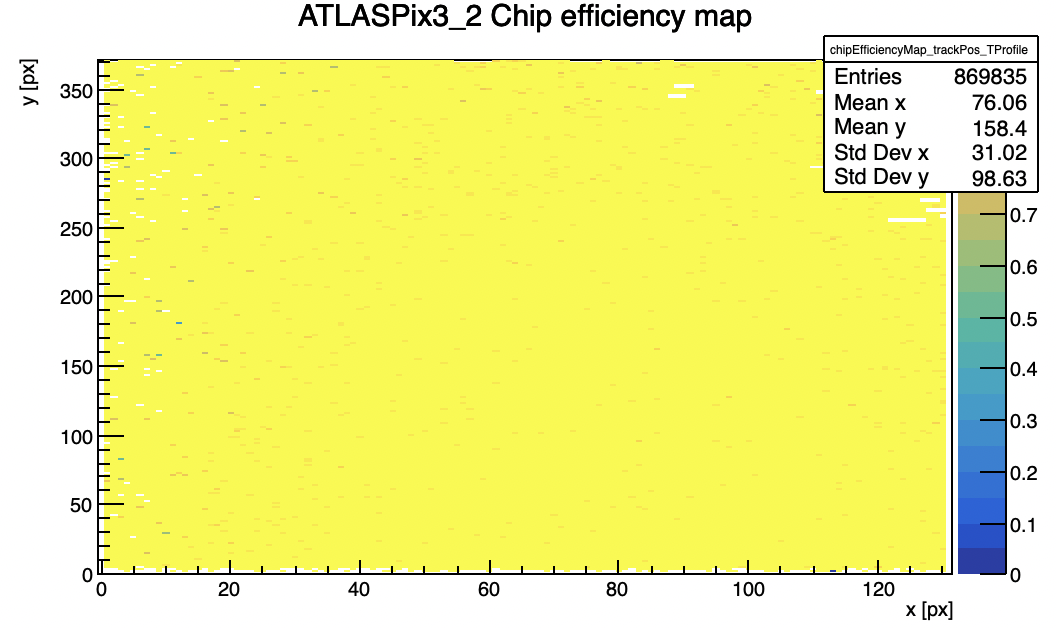 ATLASPix3_2 Chip efficiency map
y [px]
chipEfficiencyMap_trackPos_TProfile
Entries 869835
Mean x 76.06
Mean y 158.4
Std Dev x 31.02
Std Dev y 98.63
350
300
250
200
150
100
50
0
0.7
0.6
0.5
0.4
0.3
0.2
0.1
0
0 20 40 60 80 100 120
x [px]